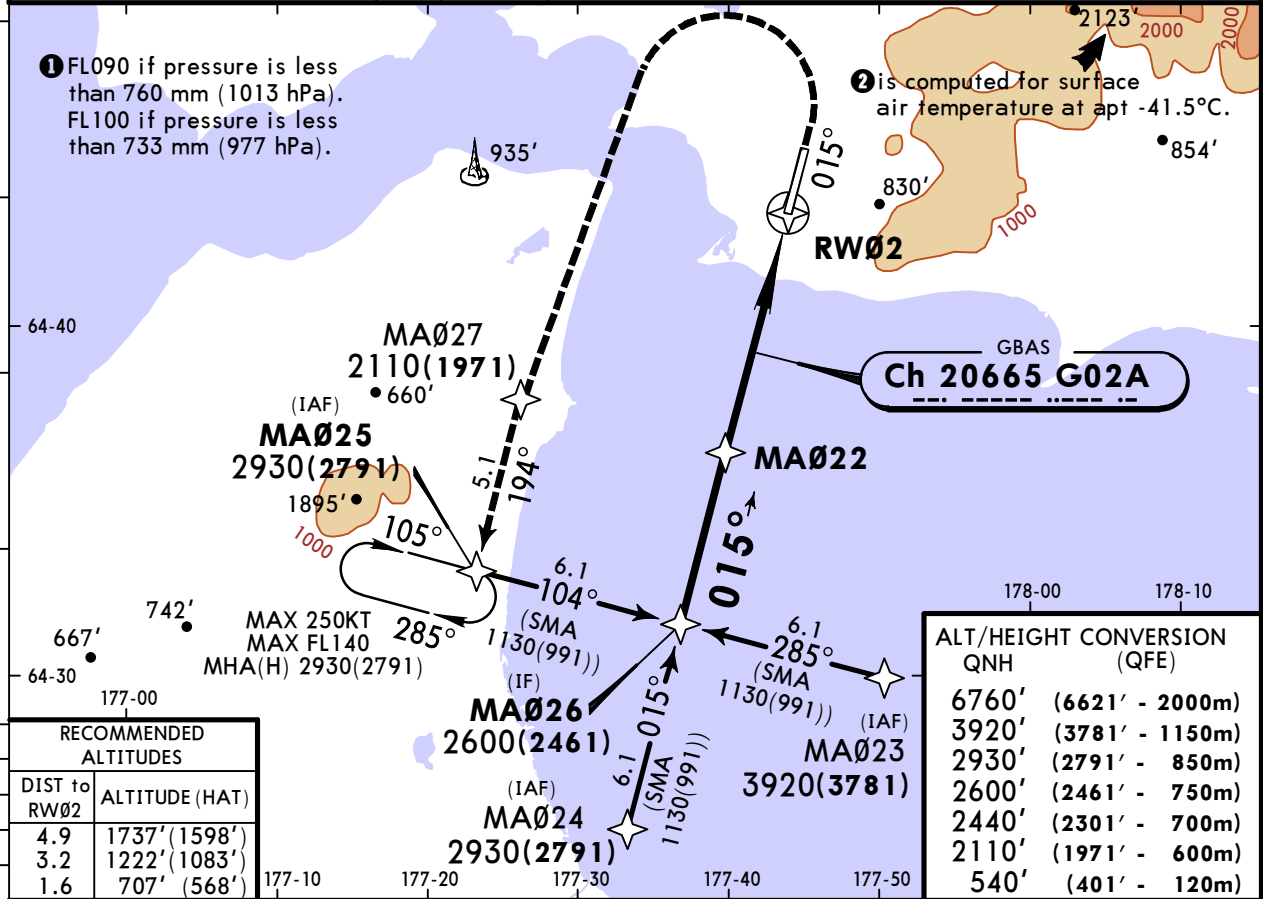 ❶ FL090 if pressure is less
than 760 mm (1013 hPa).
FL100 if pressure is less
than 733 mm (977 hPa).
2123'
2000
2000
❷ is computed for surface
air temperature at apt -41.5°C.
935'
015°
854'
830'
1000
RWØ2
64-40
MAØ27
2110(1971)
660'
GBAS
Ch 20665 G02A
(IAF)
MAØ25
2930(2791)
5.1
194°
MAØ22
1895'
1000
105°
015°
6.1
104°
(SMA
1130(991))
285°
742'
667'
MAX 250KT
MAX FL140
MHA(H) 2930(2791)
6.1
285°
(SMA
1130(991))
178-00
178-10
64-30
177-00
(IF)
MAØ26
2600(2461)
015°
6.1
(SMA
1130(991))
(IAF)
MAØ23
3920(3781)
(IAF)
MAØ24
2930(2791)
RECOMMENDED
ALTITUDES
DIST to
RWØ2
ALTITUDE (HAT)
4.9 1737' (1598')
3.2 1222' (1083')
1.6 707' (568')
177-10
177-20
177-30
177-40
177-50
ALT/HEIGHT CONVERSION
QNH (QFE)
6760' (6621' - 2000m)
3920' (3781' - 1150m)
2930' (2791' - 850m)
2600' (2461' - 750m)
2440' (2301' - 700m)
2110' (1971' - 600m)
540' (401' - 120m)